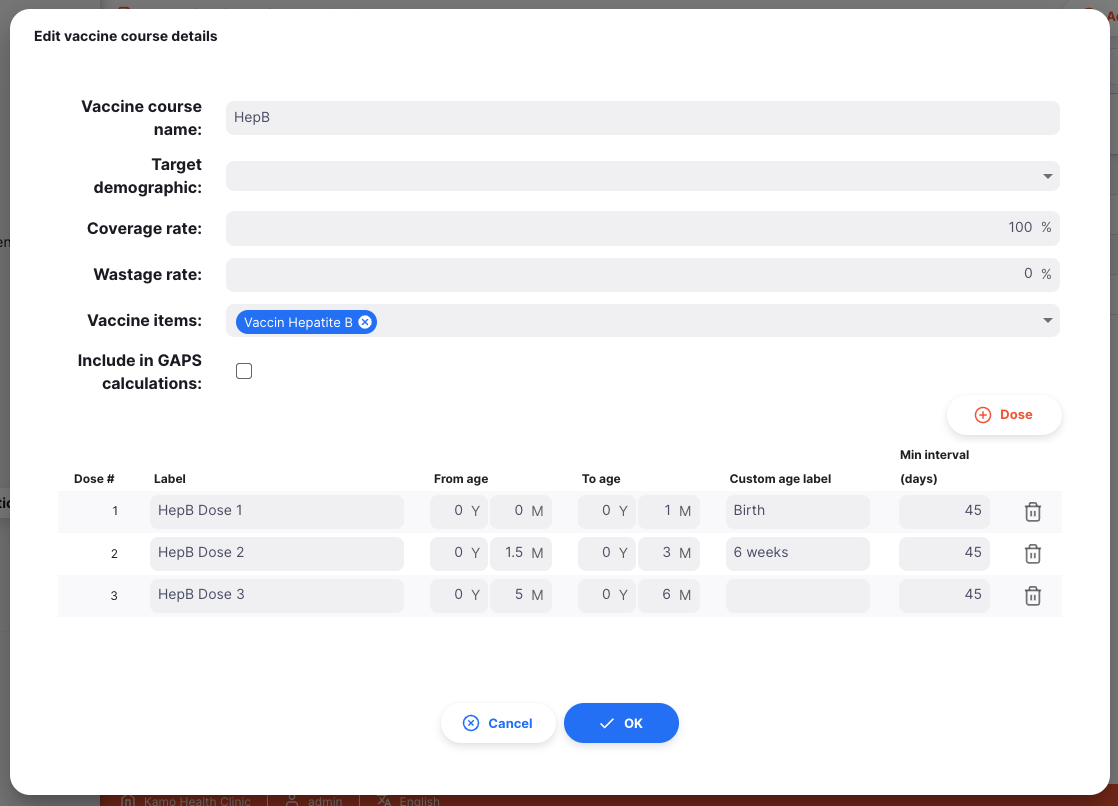 Edit vaccine course details
Vaccine course
name:
HepB
Target
demographic:
Coverage rate:
100 %
Wastage rate:
0 %
Vaccine items:
Vaccin Hepatite B
Include in GAPS
calculations:
Dose
Dose # Label From age To age Custom age label Min interval
(days)
1 HepB Dose 1 0 Y 0 M 0 Y 1 M Birth 45
2 HepB Dose 2 0 Y 1.5 M 0 Y 3 M 6 weeks 45
3 HepB Dose 3 0 Y 5 M 0 Y 6 M 45
Cancel OK
Kamo Health Clinic admin English